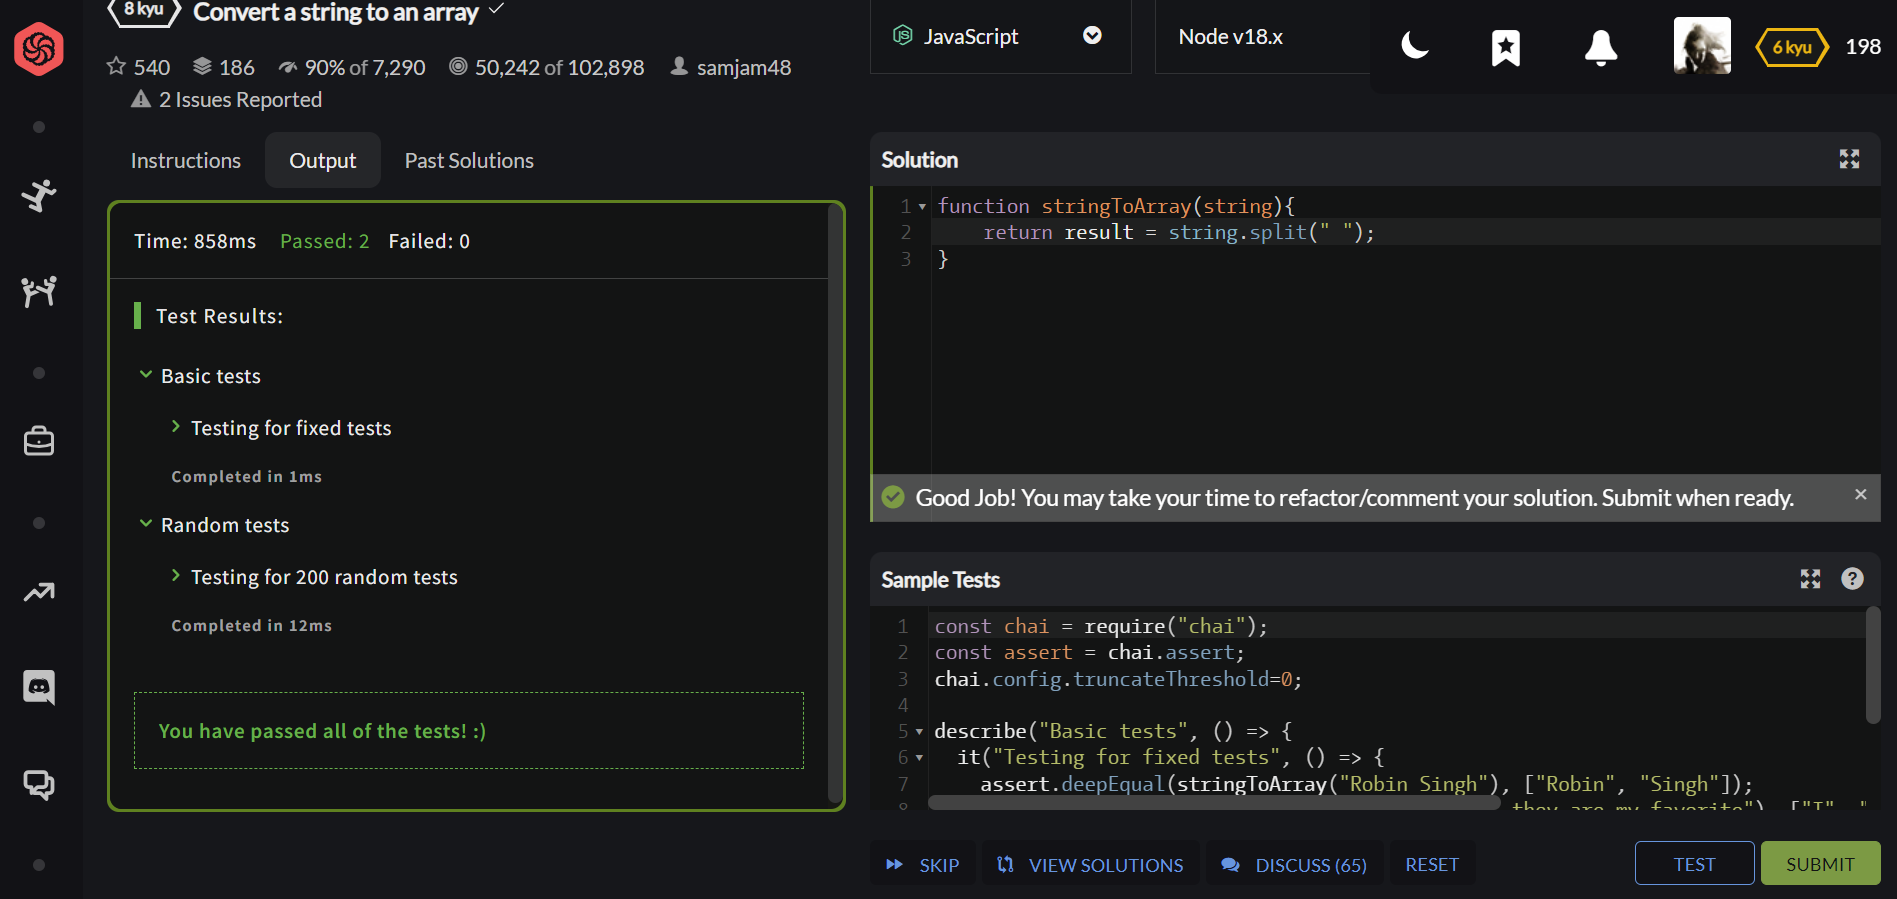 8 kyu Convert a string to an array
540 186 90% of 7,290 50,242 of 102,898 samjam48
2 Issues Reported
JavaScript
Node v18.x
6 kyu 198
Instructions Output Past Solutions
Time: 858ms Passed: 2 Failed: 0
Test Results:
Basic tests
Testing for fixed tests
Completed in 1ms
Random tests
Testing for 200 random tests
Completed in 12ms
You have passed all of the tests! :)
Solution
1 function stringToArray(string){
2 return result = string.split(" ");
3 }
Good Job! You may take your time to refactor/comment your solution. Submit when ready.
Sample Tests
1 const chai = require("chai");
2 const assert = chai.assert;
3 chai.config.truncateThreshold=0;
4
5 describe("Basic tests", () => {
6 it("Testing for fixed tests", () => {
7 assert.deepEqual(stringToArray("Robin Singh"), ["Robin", "Singh"]);
8 they are my favorite"), ["I", "
SKIP VIEW SOLUTIONS DISCUSS (65) RESET TEST SUBMIT